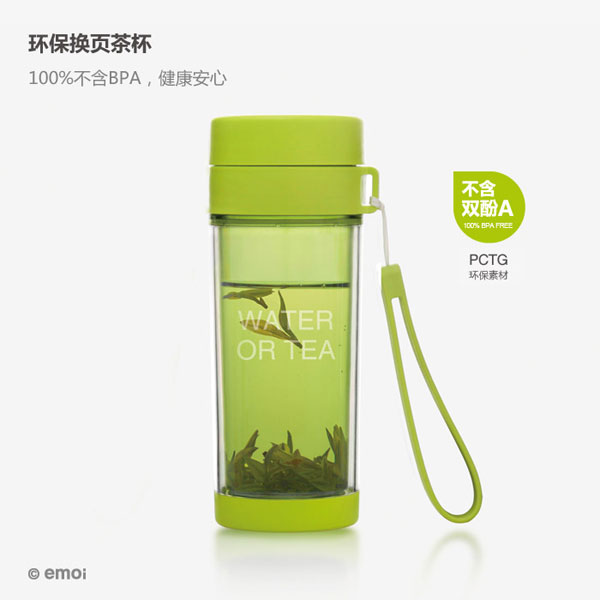 环保换页茶杯
100%不含BPA，健康安心
不含
双酚A
100% BPA FREE
PCTG
环保素材
WATER
OR TEA
© emoi